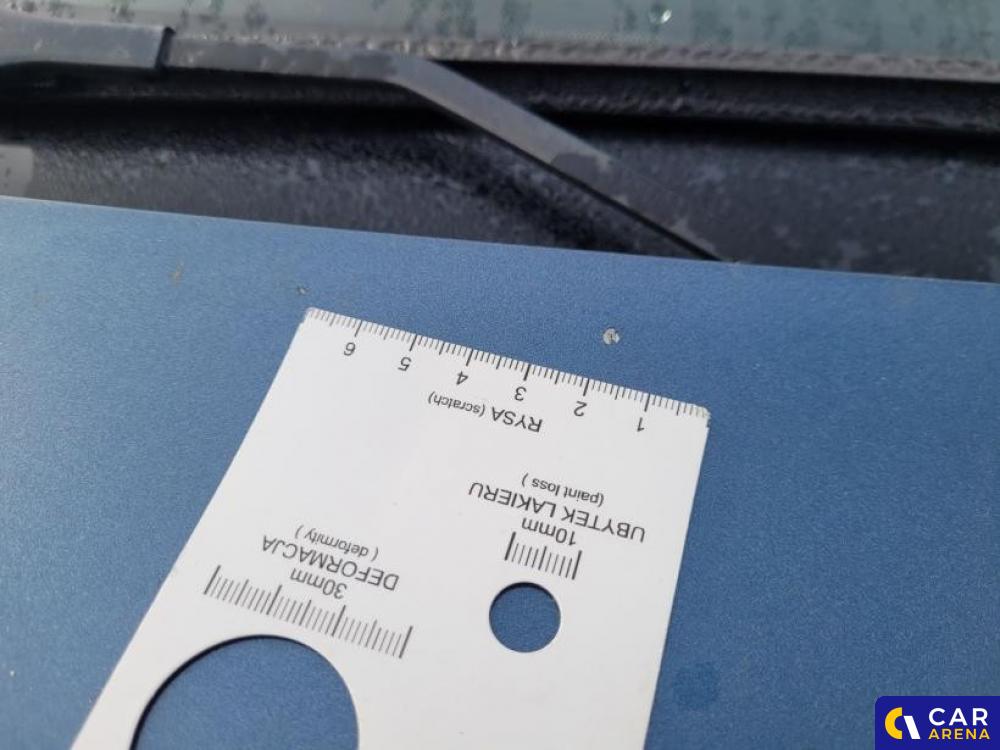 1 2 3 4 5 6
RYSA (scratch)
UBYTEK LAKIERU
(paint loss)
10mm
DEFORMACJA
(deformity)
30mm
CAR
ARENA